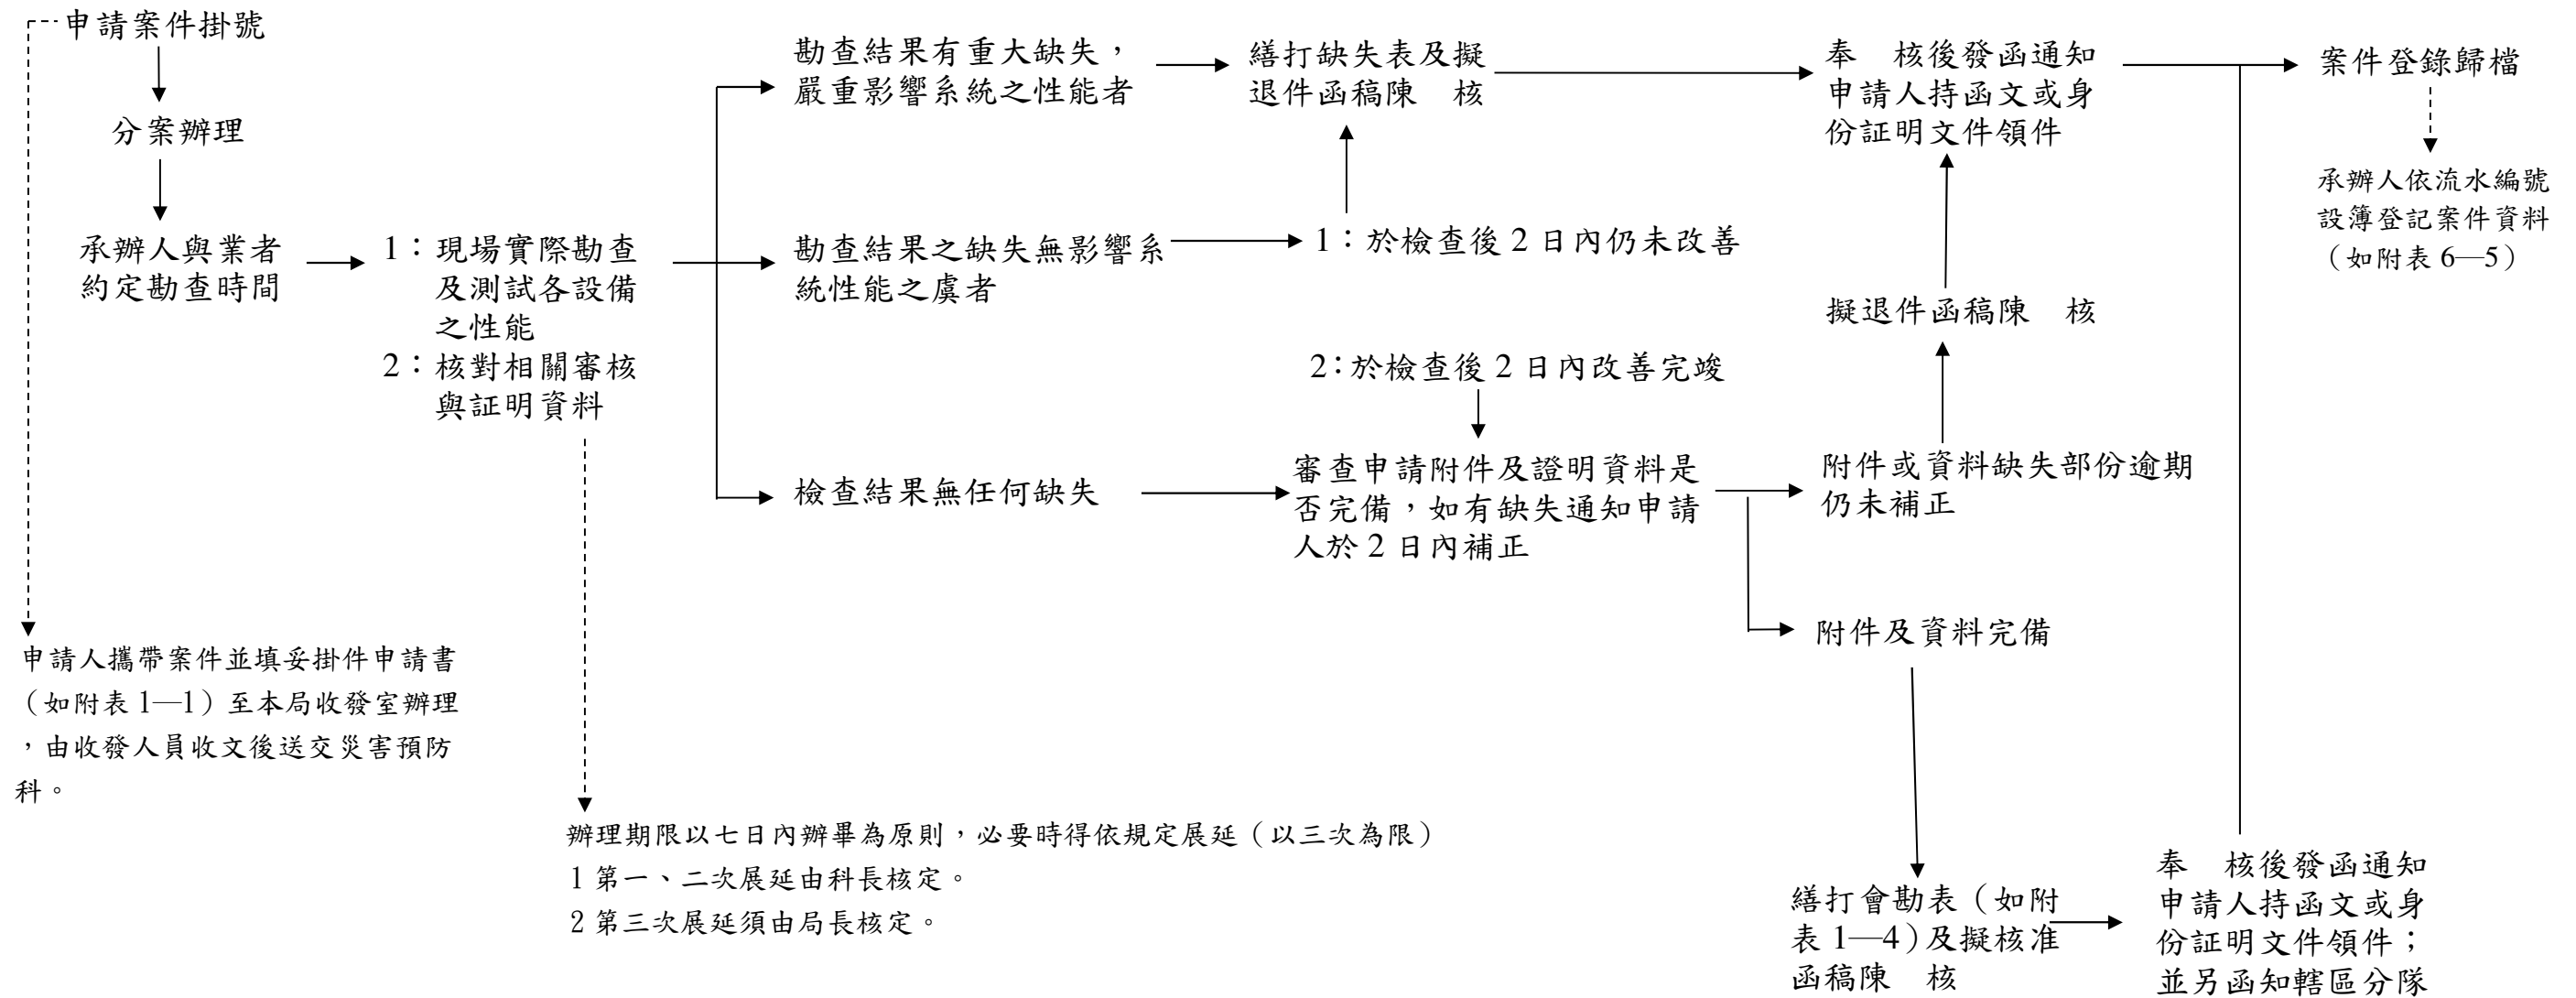 申請案件掛號
分案辦理
承辦人與業者
約定勘查時間
1：現場實際勘查
及測試各設備
之性能
2：核對相關審核
與証明資料
申請人攜帶案件並填妥掛件申請書
（如附表 1—1）至本局收發室辦理
，由收發人員收文後送交災害預防
科。
辦理期限以七日內辦畢為原則，必要時得依規定展延（以三次為限）
1 第一、二次展延由科長核定。
2 第三次展延須由局長核定。
勘查結果有重大缺失，
嚴重影響系統之性能者
勘查結果之缺失無影響系
統性能之虞者
檢查結果無任何缺失
繕打缺失表及擬
退件函稿陳　核
1：於檢查後 2 日內仍未改善
2：於檢查後 2 日內改善完竣
審查申請附件及證明資料是
否完備，如有缺失通知申請
人於 2 日內補正
奉　核後發函通知
申請人持函文或身
份証明文件領件
擬退件函稿陳　核
附件或資料缺失部份逾期
仍未補正
附件及資料完備
繕打會勘表（如附
表 1—4）及擬核准
函稿陳　核
奉　核後發函通知
申請人持函文或身
份証明文件領件；
並另函知轄區分隊
案件登錄歸檔
承辦人依流水編號
設簿登記案件資料
（如附表 6—5）